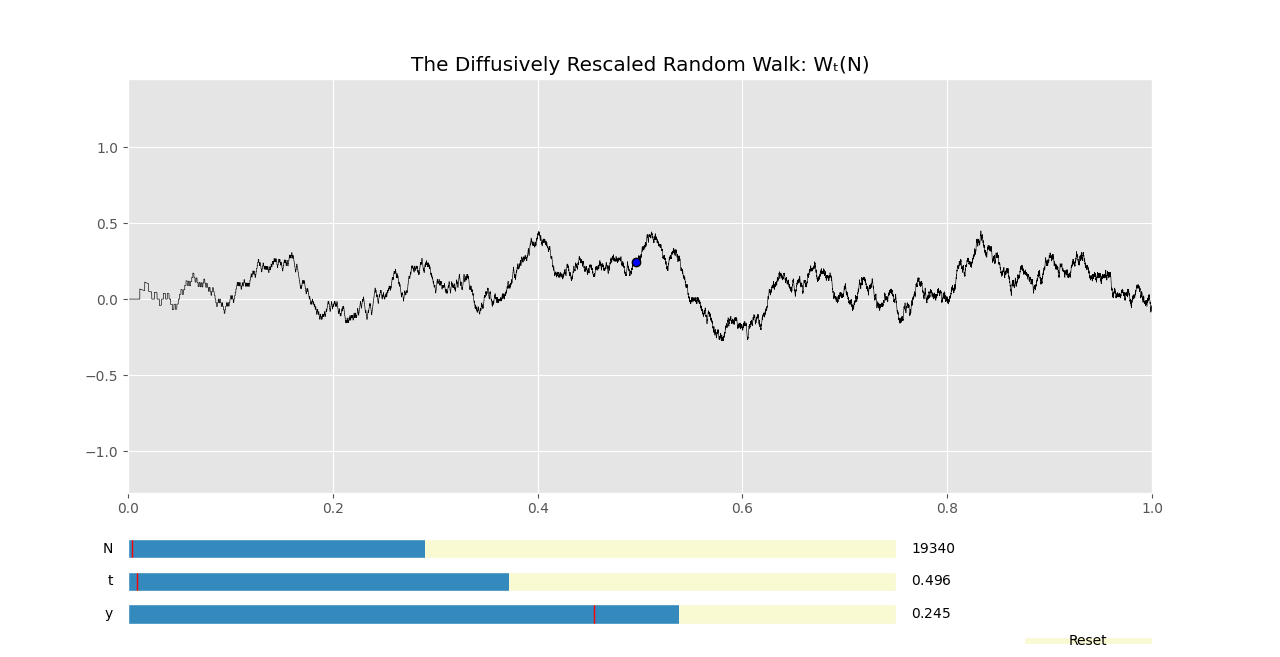 The Diffusively Rescaled Random Walk: Wₜ(N)
1.0
0.5
0.0
−0.5
−1.0
0.0 0.2 0.4 0.6 0.8 1.0
N 19340
t 0.496
y 0.245
Reset